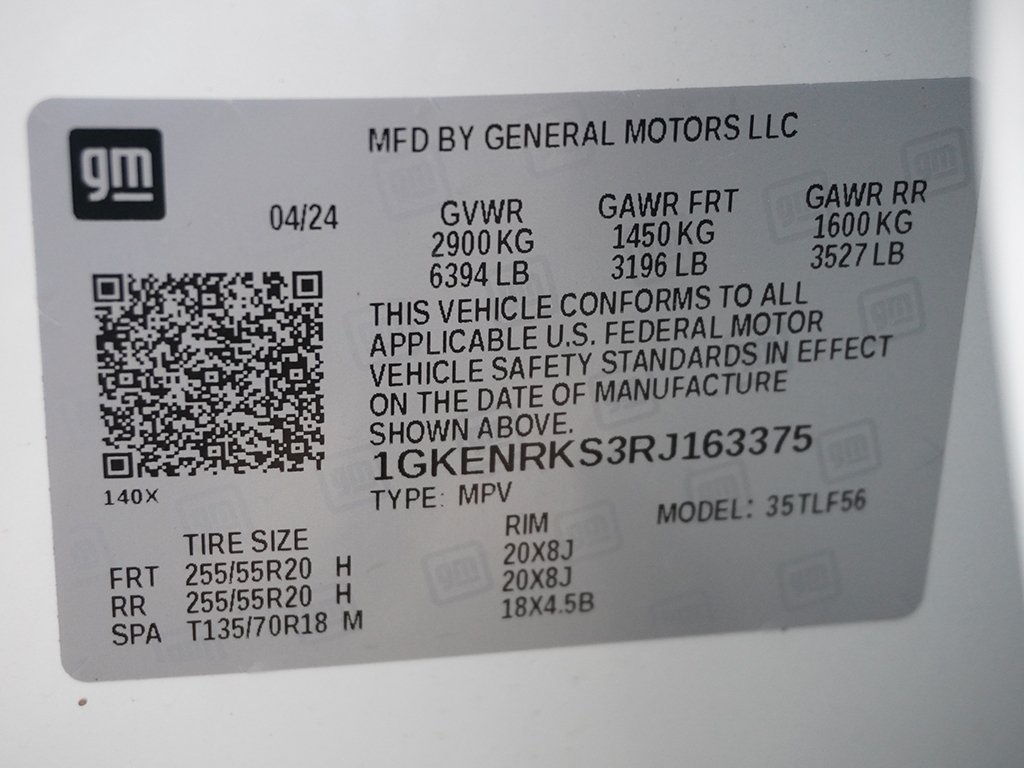 gm
MFD BY GENERAL MOTORS LLC
04/24
GVWR GAWR FRT GAWR RR
2900 KG 1450 KG 1600 KG
6394 LB 3196 LB 3527 LB
THIS VEHICLE CONFORMS TO ALL
APPLICABLE U.S. FEDERAL MOTOR
VEHICLE SAFETY STANDARDS IN EFFECT
ON THE DATE OF MANUFACTURE
SHOWN ABOVE.
1GKENRKS3RJ163375
140X
TYPE: MPV MODEL: 35TLF56
TIRE SIZE RIM
FRT 255/55R20 H 20X8J
RR 255/55R20 H 20X8J
SPA T135/70R18 M 18X4.5B